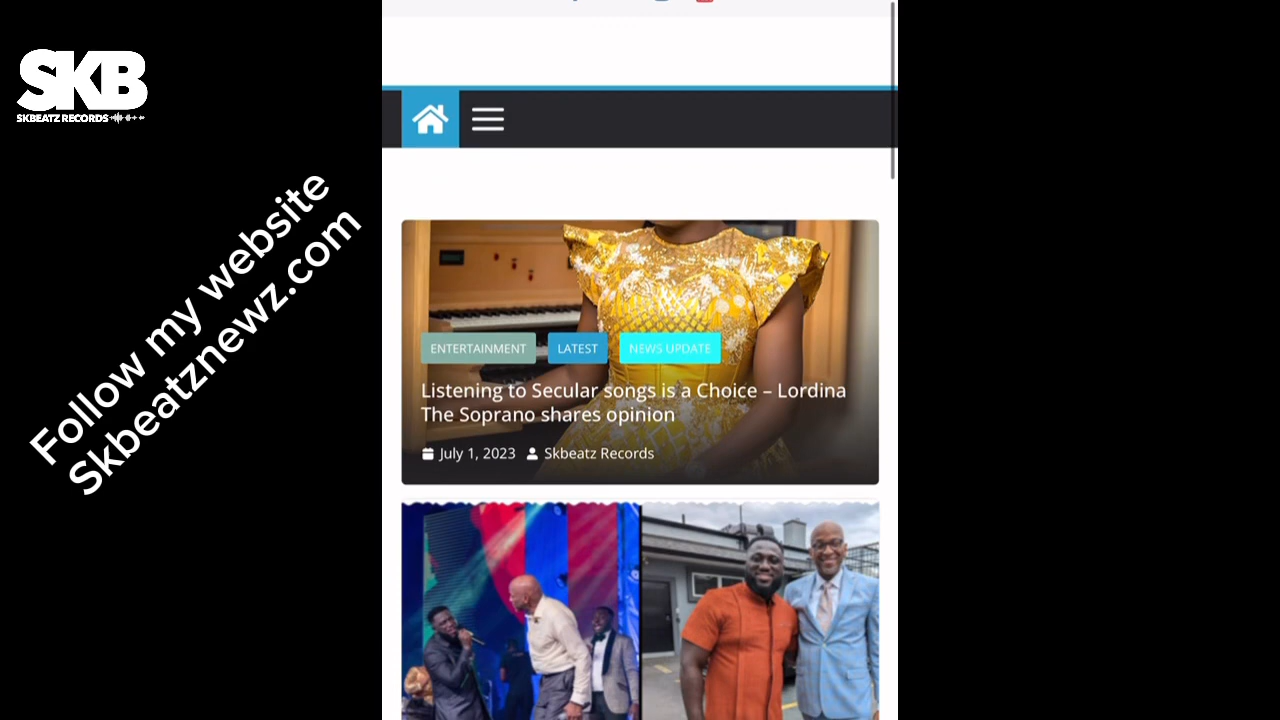 SKB
SKBEATZ RECORDS
Follow my website
Skbeatznewz.com
ENTERTAINMENT
LATEST
NEWS UPDATE
Listening to Secular songs is a Choice – Lordina
The Soprano shares opinion
July 1, 2023 Skbeatz Records